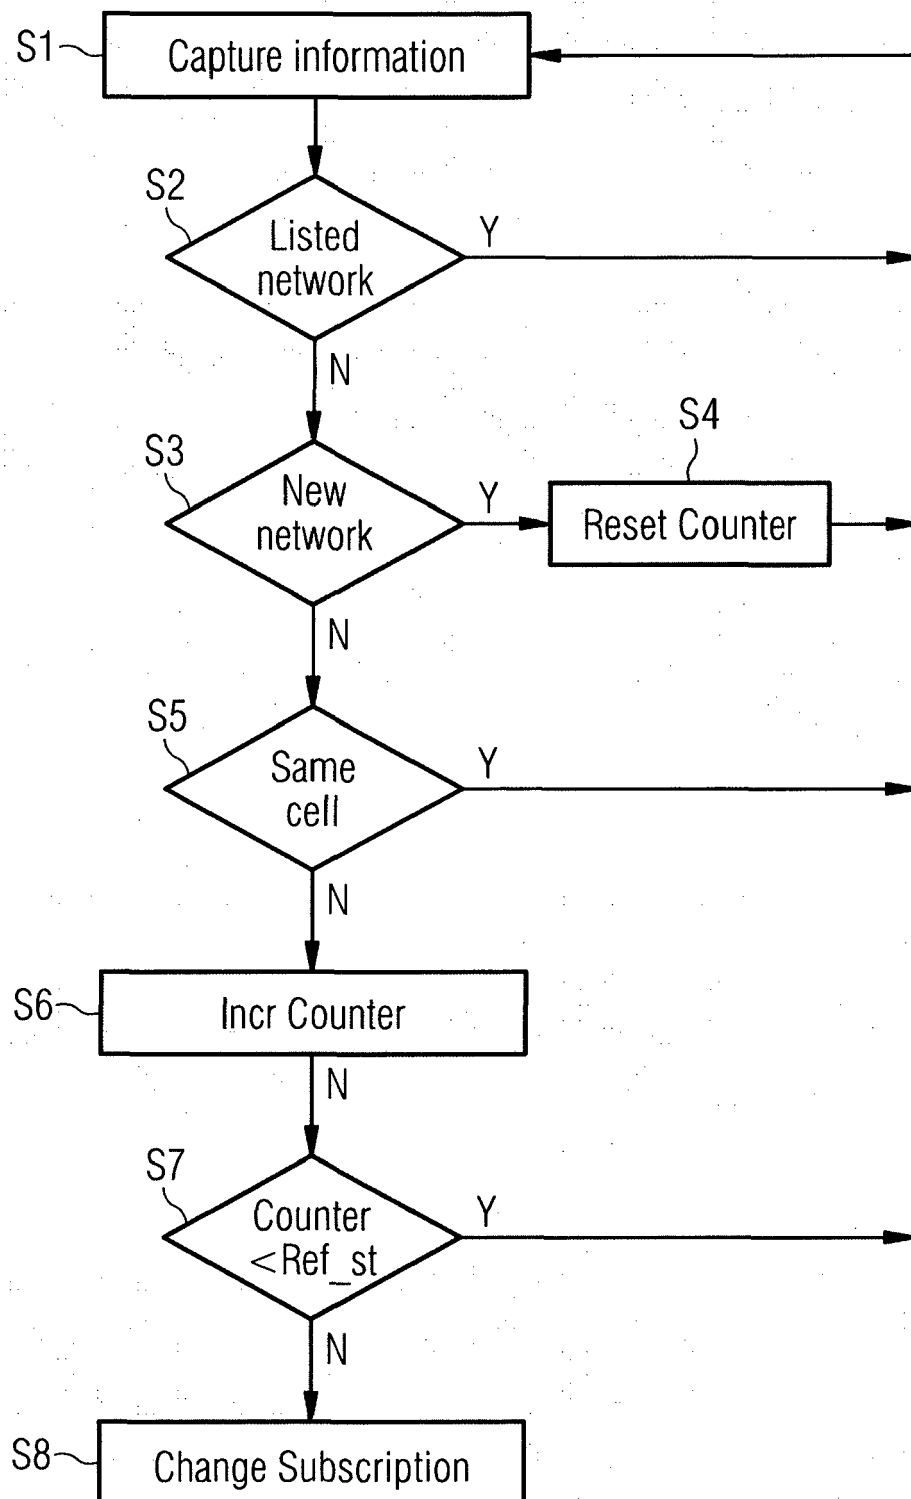 S1
Capture information
S2
Listed
network
Y
N
S3
New
network
Y
S4
Reset Counter
N
S5
Same
cell
Y
N
S6
Incr Counter
N
S7
Counter
<Ref_st
Y
N
S8
Change Subscription